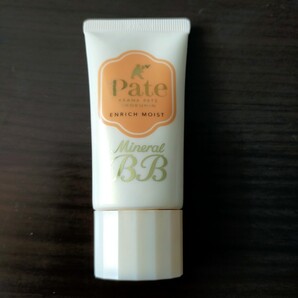 Pate
ENRICH MOIST
Mineral
BB